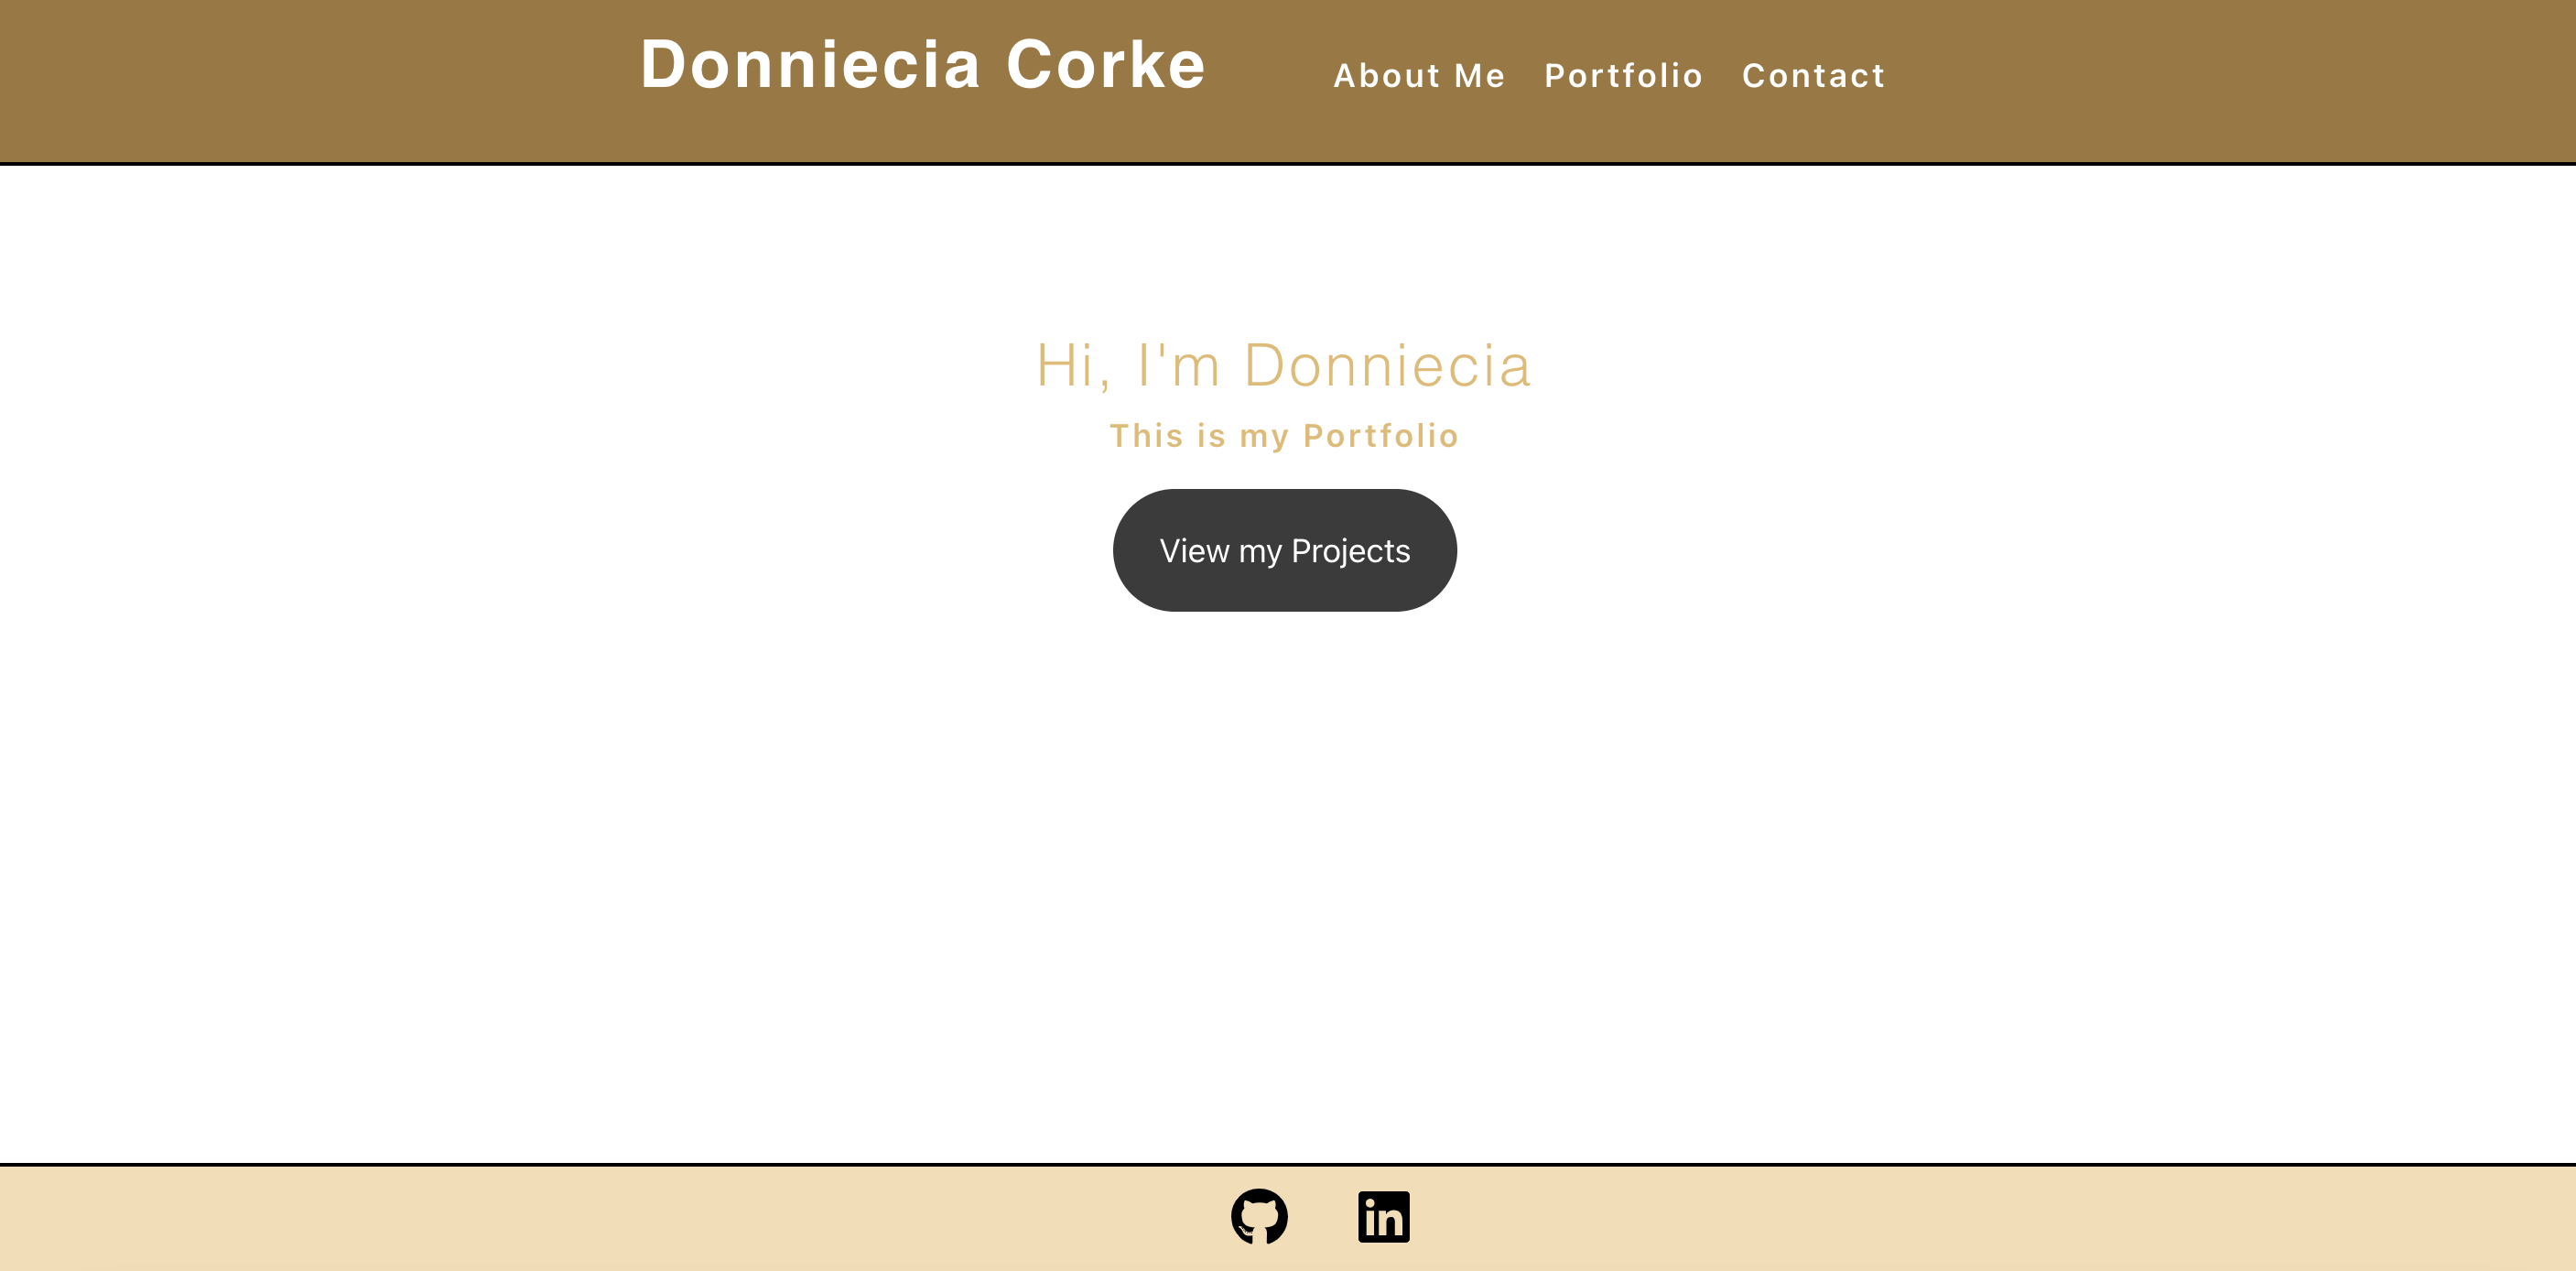 Donniecia Corke About Me Portfolio Contact
Hi, I'm Donniecia
This is my Portfolio
View my Projects
in